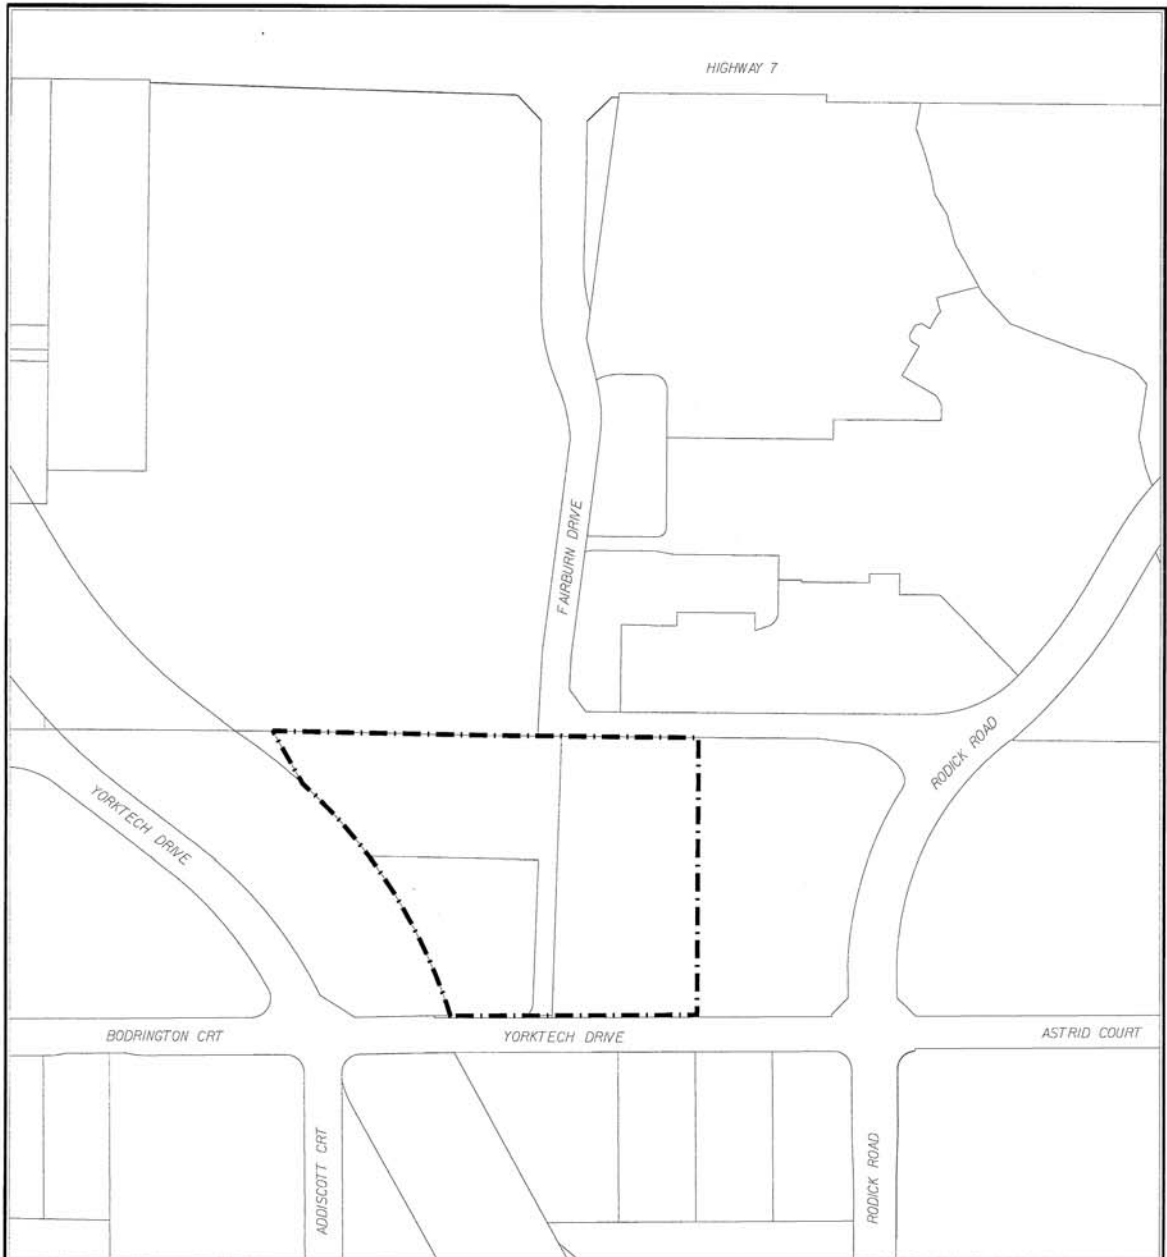 HIGHWAY 7
FAIRBURN DRIVE
RODICK ROAD
YORKTECH DRIVE
BODRINGTON CRT
YORKTECH DRIVE
ASTRID COURT
ADDISCOTT CRT
RODICK ROAD